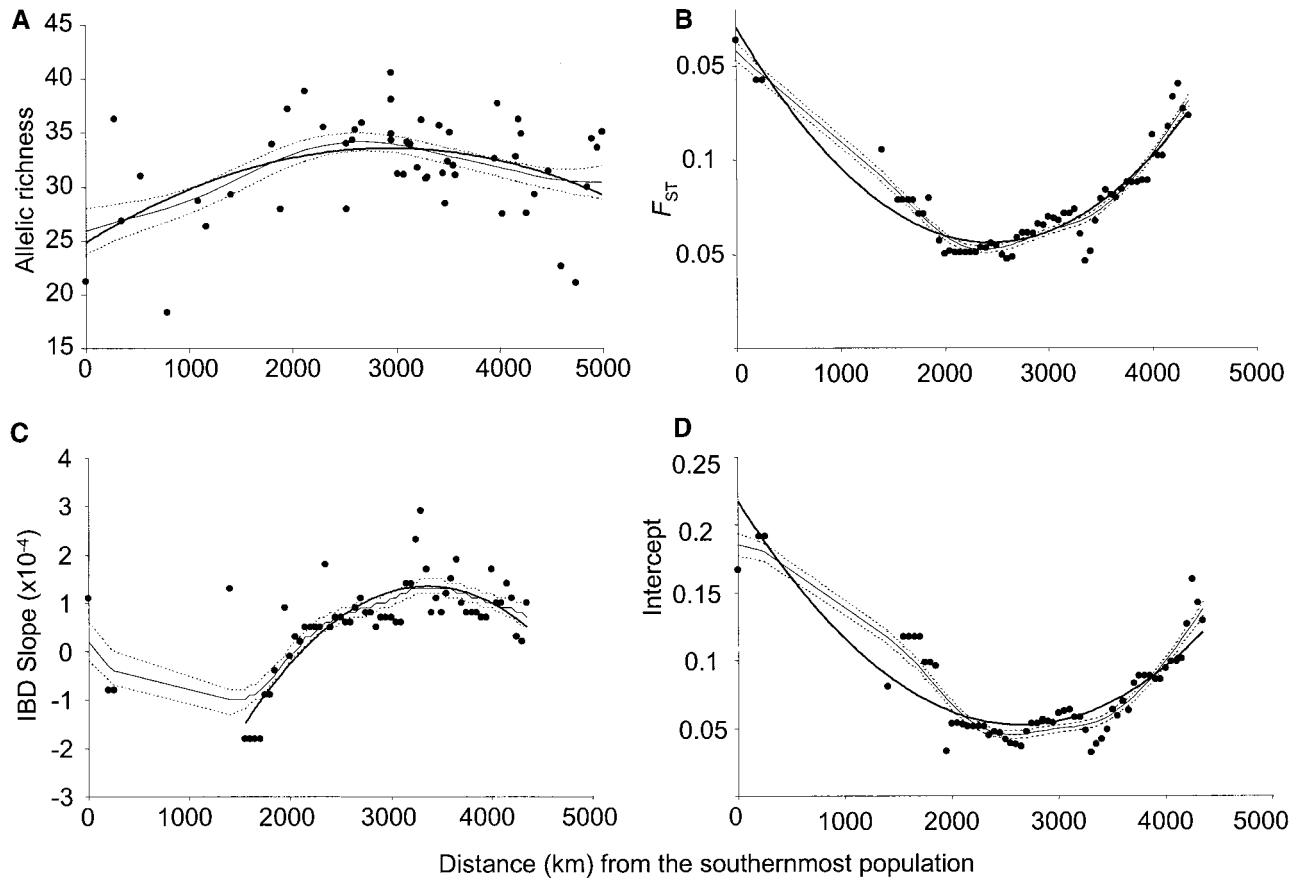 A
45
40
35
30
25
20
15
Allelic richness
0 1000 2000 3000 4000 5000
B
0.05
0.1
0.05
FST
0 1000 2000 3000 4000 5000
C
4
3
2
1
0
-1
-2
-3
IBD Slope (x10-4)
0 1000 2000 3000 4000 5000
D
0.25
0.2
0.15
0.1
0.05
Intercept
0 1000 2000 3000 4000 5000
Distance (km) from the southernmost population